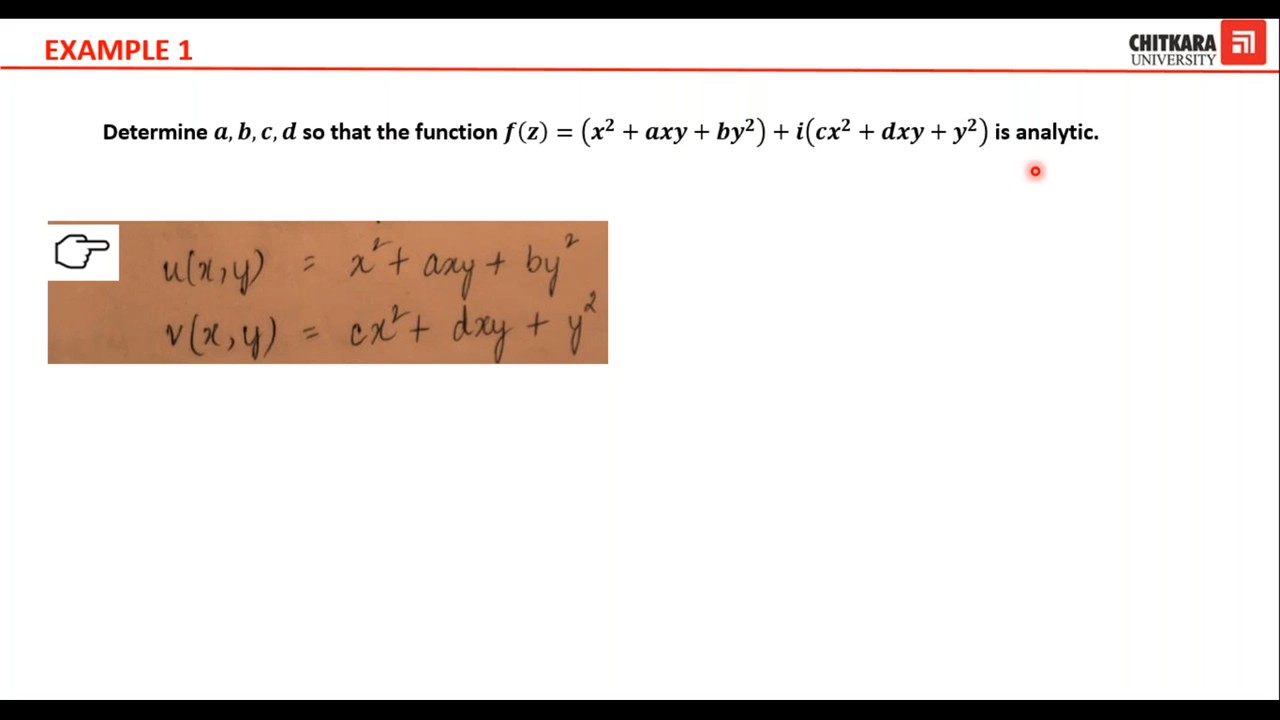 EXAMPLE 1
CHITKARA
UNIVERSITY
Determine a, b, c, d so that the function f(z) = (x² + axy + by²) + i(cx² + dxy + y²) is analytic.
u(x,y) = x² + axy + by²
v(x,y) = cx² + dxy + y²